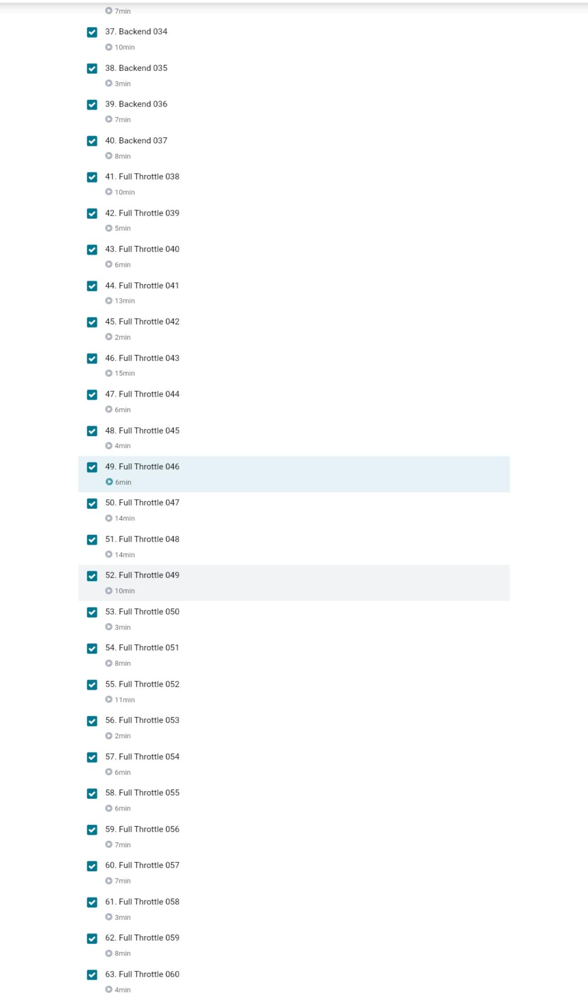 7min
37. Backend 034
10min
38. Backend 035
3min
39. Backend 036
7min
40. Backend 037
8min
41. Full Throttle 038
10min
42. Full Throttle 039
5min
43. Full Throttle 040
6min
44. Full Throttle 041
13min
45. Full Throttle 042
2min
46. Full Throttle 043
15min
47. Full Throttle 044
6min
48. Full Throttle 045
4min
49. Full Throttle 046
6min
50. Full Throttle 047
14min
51. Full Throttle 048
14min
52. Full Throttle 049
10min
53. Full Throttle 050
3min
54. Full Throttle 051
8min
55. Full Throttle 052
11min
56. Full Throttle 053
2min
57. Full Throttle 054
6min
58. Full Throttle 055
6min
59. Full Throttle 056
7min
60. Full Throttle 057
7min
61. Full Throttle 058
3min
62. Full Throttle 059
8min
63. Full Throttle 060
4min